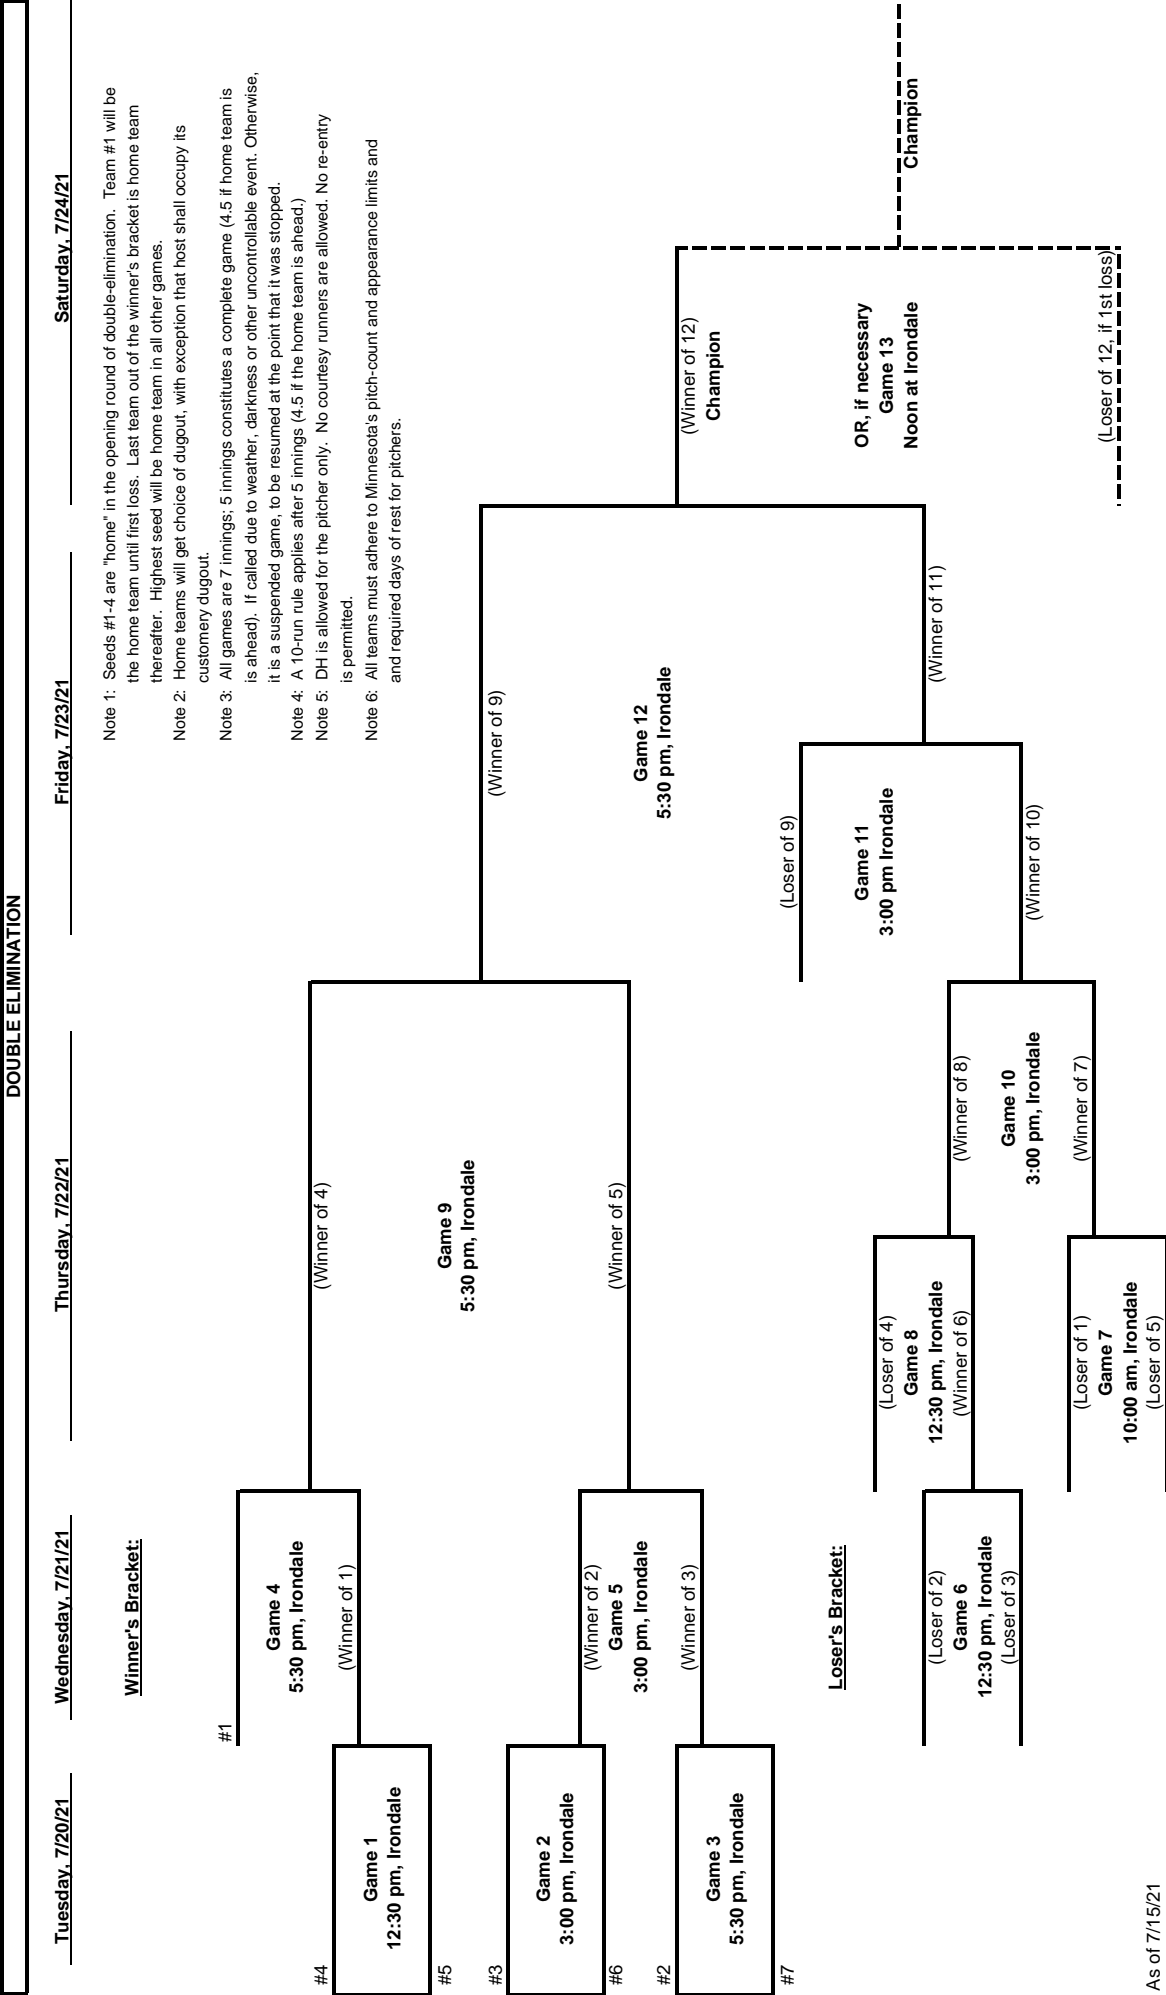 DOUBLE ELIMINATION
Tuesday, 7/20/21
Wednesday, 7/21/21
Thursday, 7/22/21
Friday, 7/23/21
Saturday, 7/24/21
Note 1: Seeds #1-4 are "home" in the opening round of double-elimination. Team #1 will be
the home team until first loss. Last team out of the winner's bracket is home team
thereafter. Highest seed will be home team in all other games.
Note 2: Home teams will get choice of dugout, with exception that host shall occupy its
customery dugout.
Note 3: All games are 7 innings; 5 innings constitutes a complete game (4.5 if home team is
is ahead). If called due to weather, darkness or other uncontrollable event. Otherwise,
it is a suspended game, to be resumed at the point that it was stopped.
Note 4: A 10-run rule applies after 5 innings (4.5 if the home team is ahead.)
Note 5: DH is allowed for the pitcher only. No courtesy runners are allowed. No re-entry
is permitted.
Note 6: All teams must adhere to Minnesota's pitch-count and appearance limits and
and required days of rest for pitchers.
Winner's Bracket:
#1
Game 4
5:30 pm, Irondale
(Winner of 1)
#4
Game 1
12:30 pm, Irondale
#5
(Winner of 4)
Game 9
5:30 pm, Irondale
(Winner of 5)
#3
Game 2
3:00 pm, Irondale
#6
(Winner of 2)
Game 5
3:00 pm, Irondale
(Winner of 3)
#2
Game 3
5:30 pm, Irondale
#7
(Winner of 9)
Game 12
5:30 pm, Irondale
(Winner of 11)
(Winner of 12)
Champion
OR, if necessary
Game 13
Noon at Irondale
(Loser of 12, if 1st loss)
Champion
Loser's Bracket:
(Loser of 9)
Game 11
3:00 pm Irondale
(Winner of 10)
(Loser of 4)
Game 8
12:30 pm, Irondale
(Winner of 6)
(Loser of 2)
Game 6
12:30 pm, Irondale
(Loser of 3)
(Winner of 8)
Game 10
3:00 pm, Irondale
(Winner of 7)
(Loser of 1)
Game 7
10:00 am, Irondale
(Loser of 5)
As of 7/15/21